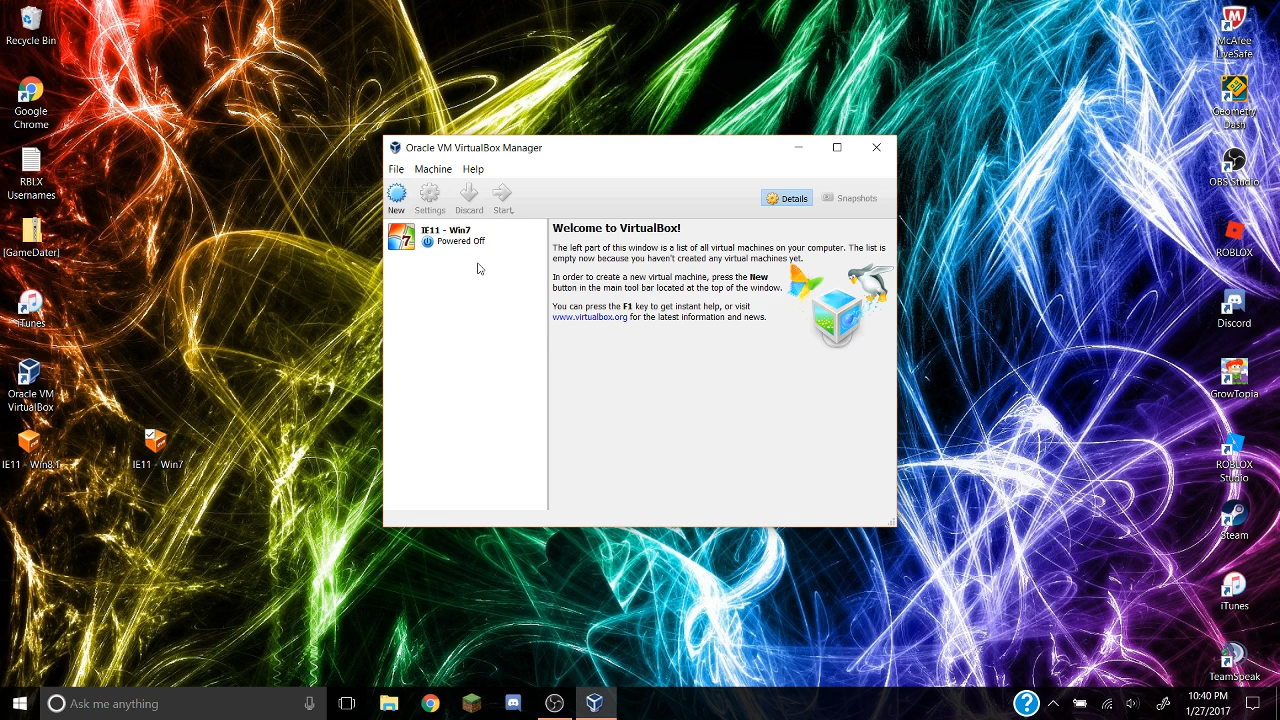 Recycle Bin
Google
Chrome
RBLX
Usernames
[GameDater]
iTunes
Oracle VM
VirtualBox
IE11 - Win8.1
IE11 - Win7
Oracle VM VirtualBox Manager
File Machine Help
New Settings Discard Start
Details Snapshots
IE11 - Win7
Powered Off
Welcome to VirtualBox!
The left part of this window is a list of all virtual machines on your computer. The list is
empty now because you haven't created any virtual machines yet.
In order to create a new virtual machine, press the New
button in the main tool bar located at the top of the window.
You can press the F1 key to get instant help, or visit
www.virtualbox.org for the latest information and news.
McAfee
LiveSafe
Geometry
Dash
OBS Studio
ROBLOX
Discord
GrowTopia
ROBLOX
Studio
Steam
iTunes
TeamSpeak
Ask me anything
10:40 PM
1/27/2017